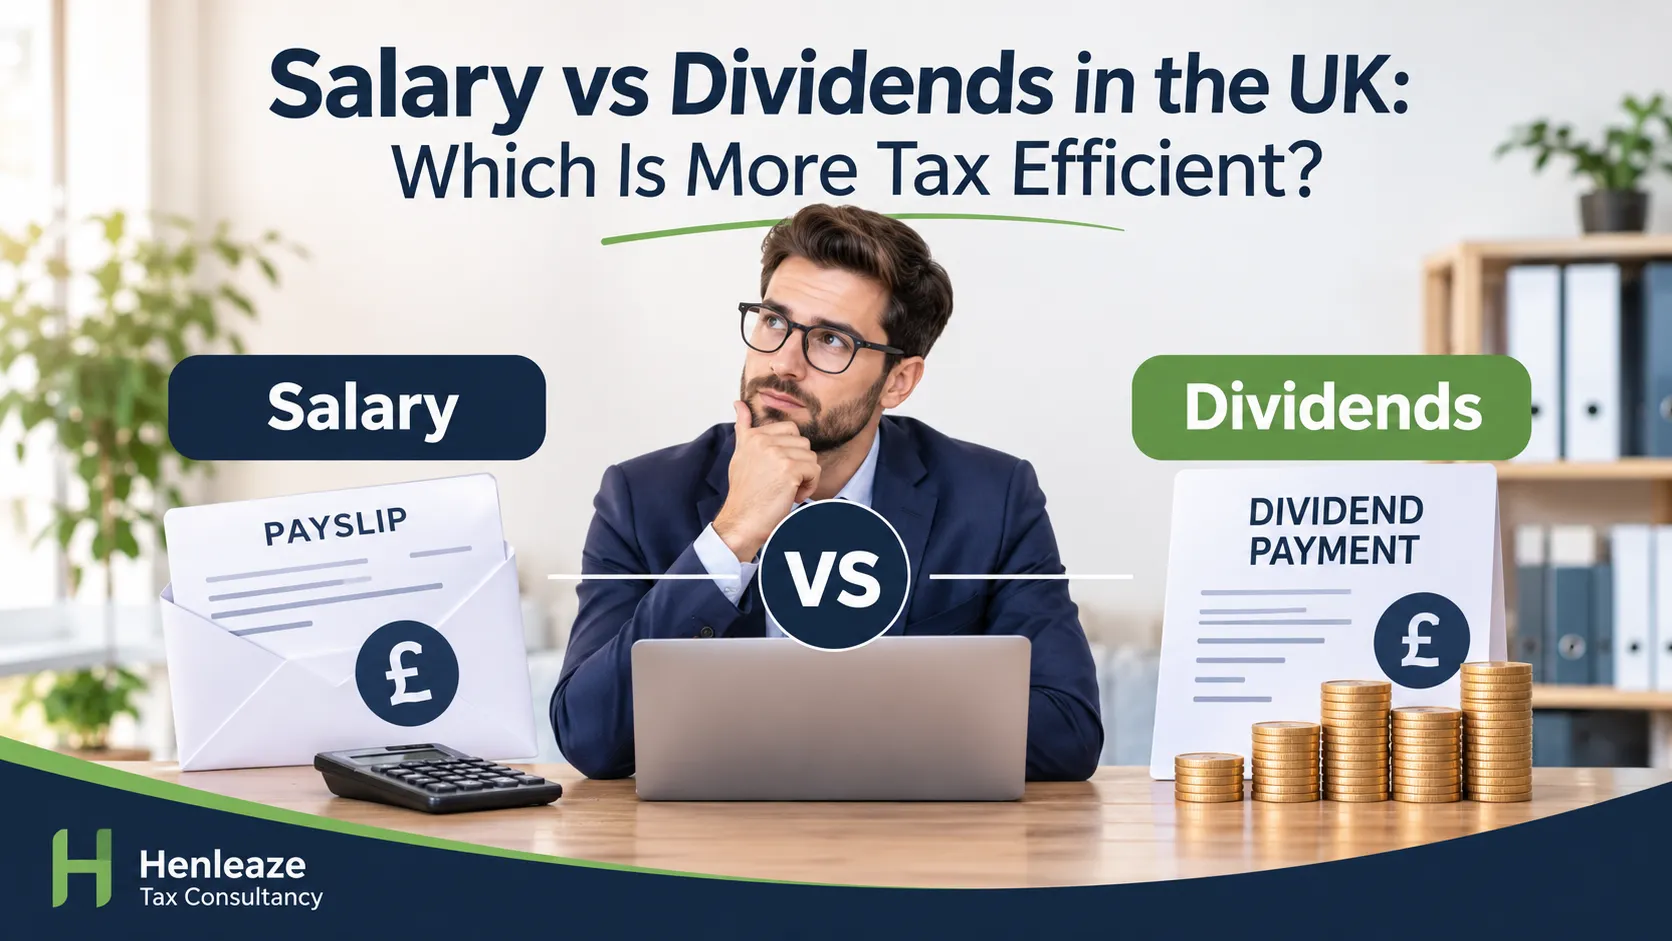 Salary vs Dividends in the UK:
Which Is More Tax Efficient?
Salary
Dividends
PAYSLIP
£
VS
DIVIDEND
PAYMENT
£
Henleaze
Tax Consultancy